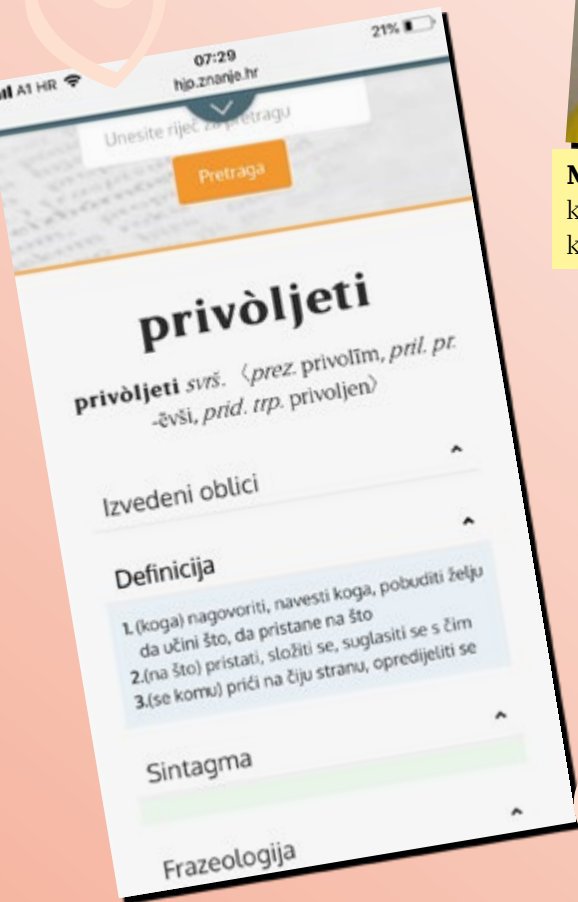 A1 HR
07:29
21%
hjp.znanje.hr
Unesite riječ za pretragu
Pretraga
privòljeti
privòljeti svrš. 〈prez. privolīm, pril. pr.
-ēvši, prid. trp. privoljen〉
Izvedeni oblici
Definicija
1. (koga) nagovoriti, navesti koga, pobuditi želju
da učini što, da pristane na što
2.(na što) pristati, složiti se, suglasiti se s čim
3.(se komu) prići na čiju stranu, opredijeliti se
Sintagma
Frazeologija